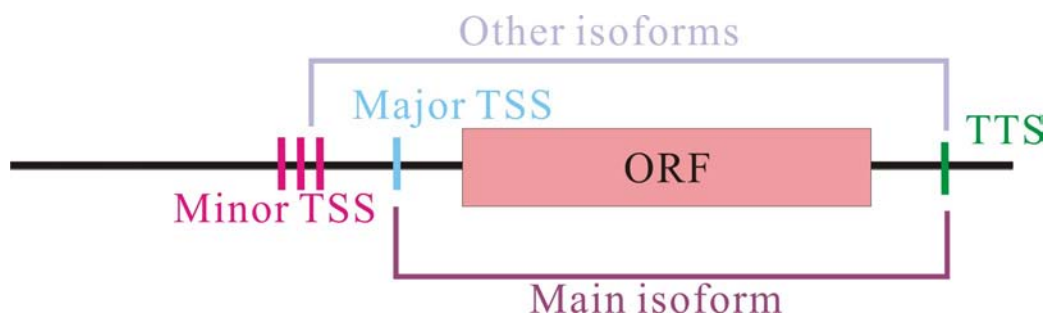 Other isoforms
Major TSS
TTS
ORF
Minor TSS
Main isoform